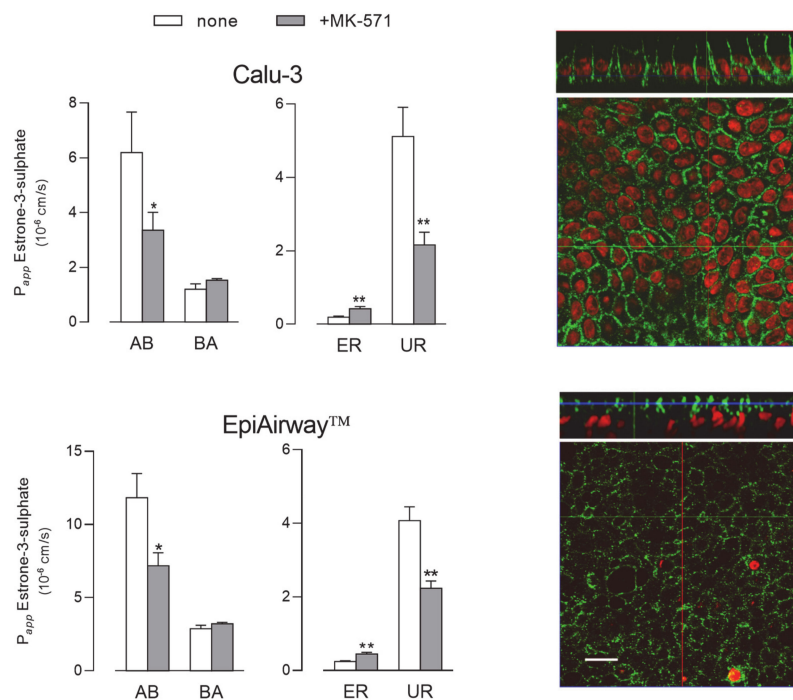 none +MK-571
Calu-3
P_app Estrone-3-sulphate
(10⁻⁶ cm/s)
8
6
4
2
0
*
AB BA
6
4
2
0
**
**
ER UR
EpiAirway™
P_app Estrone-3-sulphate
(10⁻⁶ cm/s)
15
10
5
0
*
AB BA
6
4
2
0
**
**
ER UR